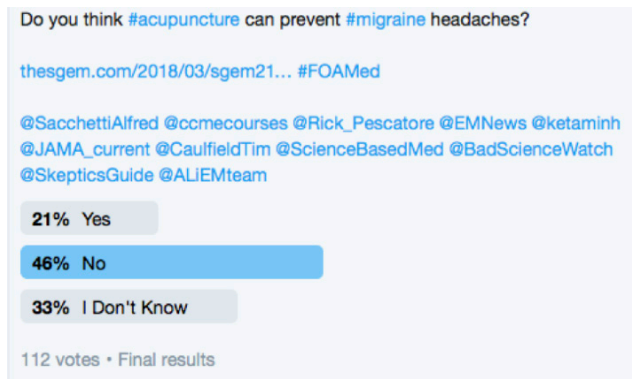 Do you think #acupuncture can prevent #migraine headaches?
thesgem.com/2018/03/sgem21... #FOAMed
@SacchettiAlfred @ccmecourses @Rick_Pescatore @EMNews @ketaminh
@JAMA_current @CaulfieldTim @ScienceBasedMed @BadScienceWatch
@SkepticsGuide @ALiEMteam
21% Yes
46% No
33% I Don't Know
112 votes • Final results